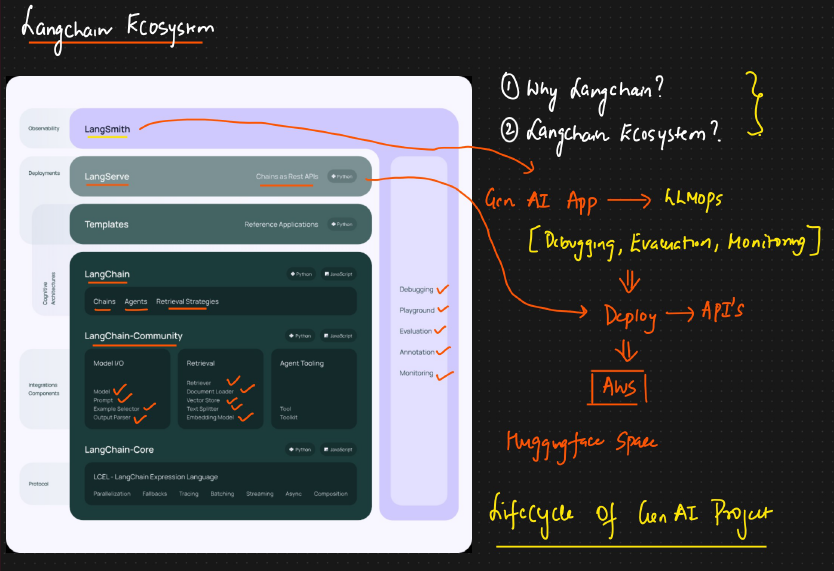 Langchain Ecosystem
① Why Langchain?
② Langchain Ecosystem?
Observability
LangSmith
Deployments
LangServe
Chains as Rest APIs
Python
Templates
Reference Applications
Python
Cognitive
Architectures
LangChain
Python
JavaScript
Chains Agents Retrieval Strategies
LangChain-Community
Python
JavaScript
Integrations
Components
Model I/O
Model
Prompt
Example Selector
Output Parser
Retrieval
Retriever
Document Loader
Vector Store
Text Splitter
Embedding Model
Agent Tooling
Tool
Toolkit
LangChain-Core
Python
JavaScript
Protocol
LCEL - LangChain Expression Language
Parallelization Fallbacks Tracing Batching Streaming Async Composition
Debugging
Playground
Evaluation
Annotation
Monitoring
Gen AI App → LLMops
[Debugging, Evaluation, Monitoring]
Deploy → API's
AWS
Huggingface Space
Lifecycle of Gen AI Project